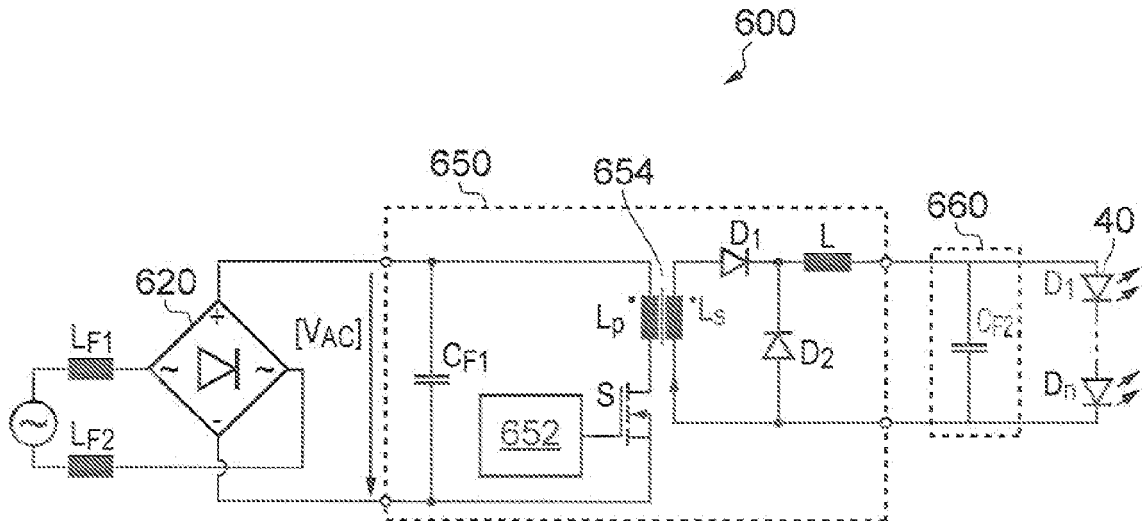 600
650
654
660
40
620
D1
L
D1
LF1
+
~
~
-
[VAC]
CF1
Lp
*
*Ls
D2
CF2
S
Dn
~
LF2
652